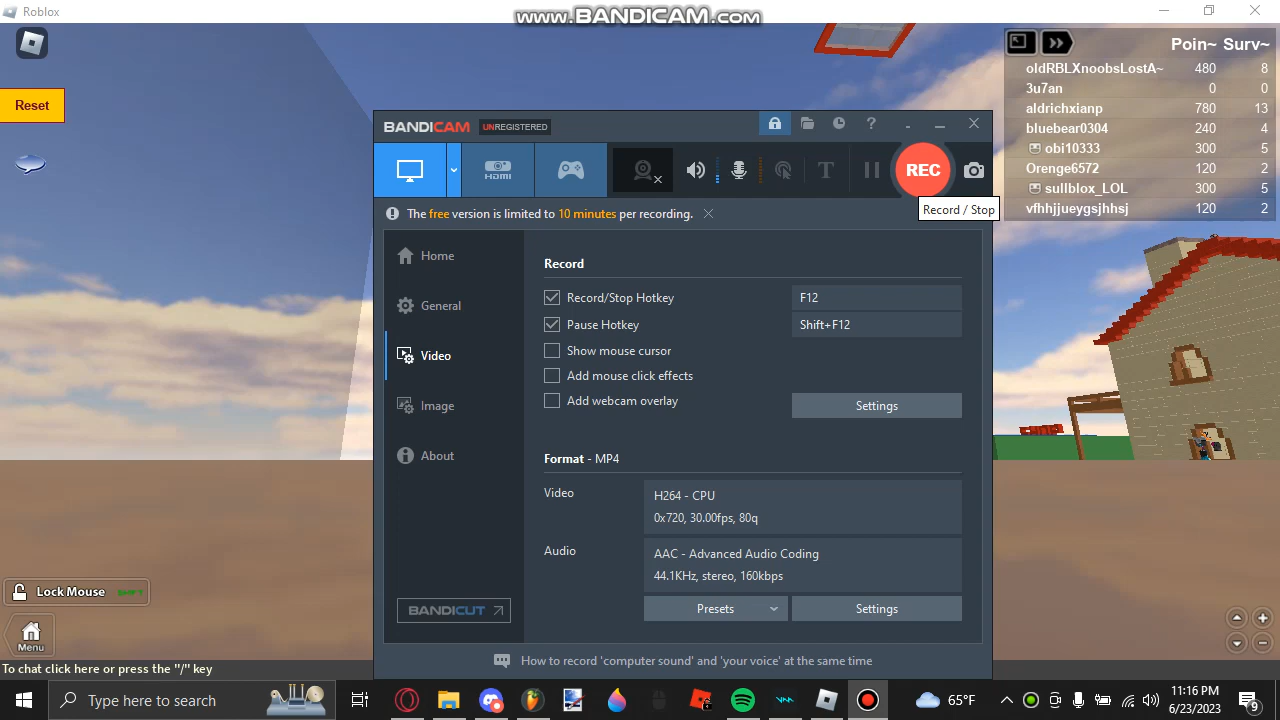 Roblox
www.BANDICAM.com
Reset
Poin~ Surv~
oldRBLXnoobsLostA~ 480 8
3u7an 0 0
aldrichxianp 780 13
bluebear0304 240 4
obi10333 300 5
Orenge6572 120 2
sullblox_LOL 300 5
vfhhjjueygsjhhsj 120 2
BANDICAM UNREGISTERED
HDMI
T
REC
Record / Stop
The free version is limited to 10 minutes per recording.
Home
General
Video
Image
About
BANDICUT
Record
Record/Stop Hotkey F12
Pause Hotkey Shift+F12
Show mouse cursor
Add mouse click effects
Add webcam overlay
Settings
Format - MP4
Video
H264 - CPU
0x720, 30.00fps, 80q
Audio
AAC - Advanced Audio Coding
44.1KHz, stereo, 160kbps
Presets
Settings
How to record 'computer sound' and 'your voice' at the same time
Lock Mouse
Menu
To chat click here or press the "/" key
Type here to search
65°F
11:16 PM
6/23/2023
9